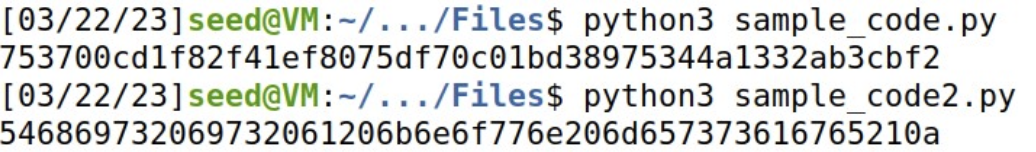 [03/22/23]seed@VM:~/.../Files$ python3 sample_code.py
753700cd1f82f41ef8075df70c01bd38975344a1332ab3cbf2
[03/22/23]seed@VM:~/.../Files$ python3 sample_code2.py
546869732069732061206b6e6f776e206d657373616765210a